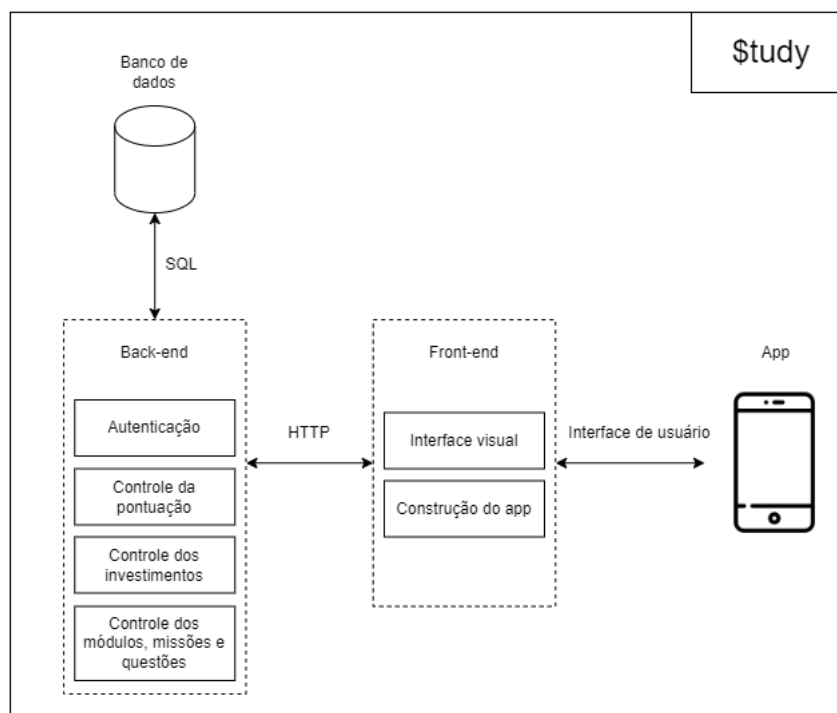 $tudy
Banco de
dados
SQL
Back-end
Autenticação
Controle da
pontuação
Controle dos
investimentos
Controle dos
módulos, missões e
questões
HTTP
Front-end
Interface visual
Construção do app
Interface de usuário
App